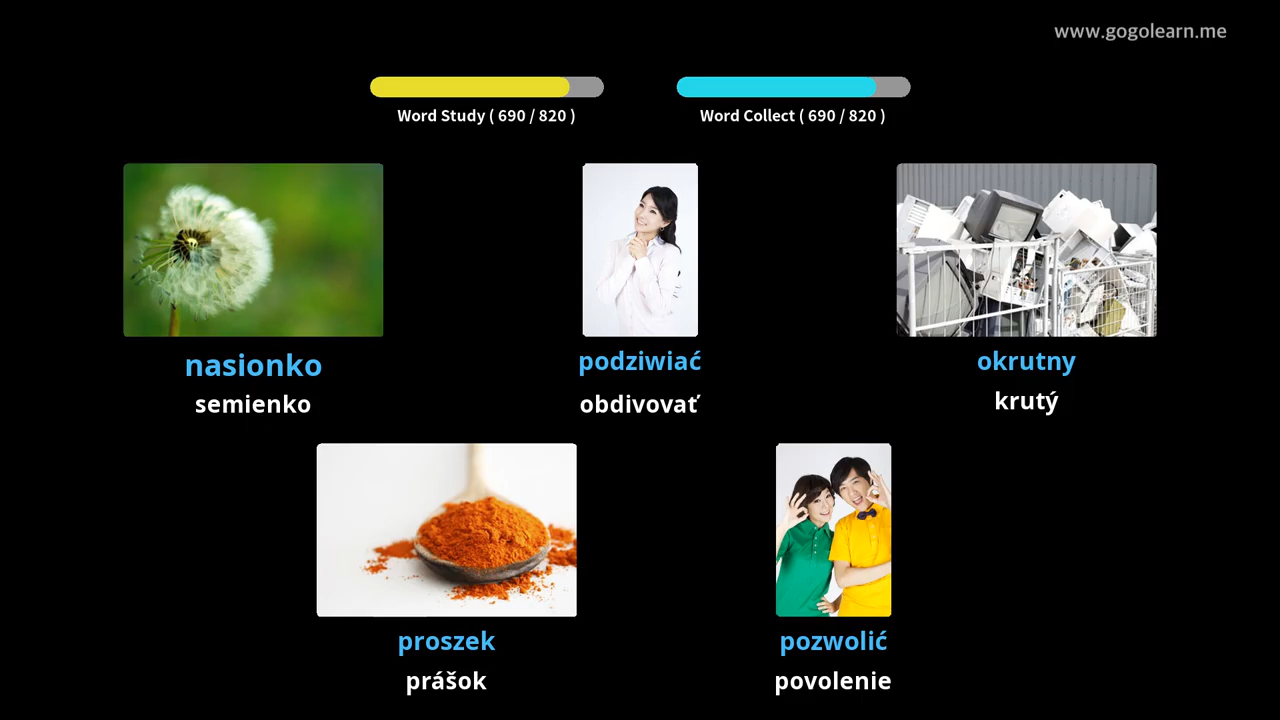 www.gogolearn.me
Word Study ( 690 / 820 )
Word Collect ( 690 / 820 )
nasionko
semienko
podziwiać
obdivovať
okrutny
krutý
proszek
prášok
pozwolić
povolenie